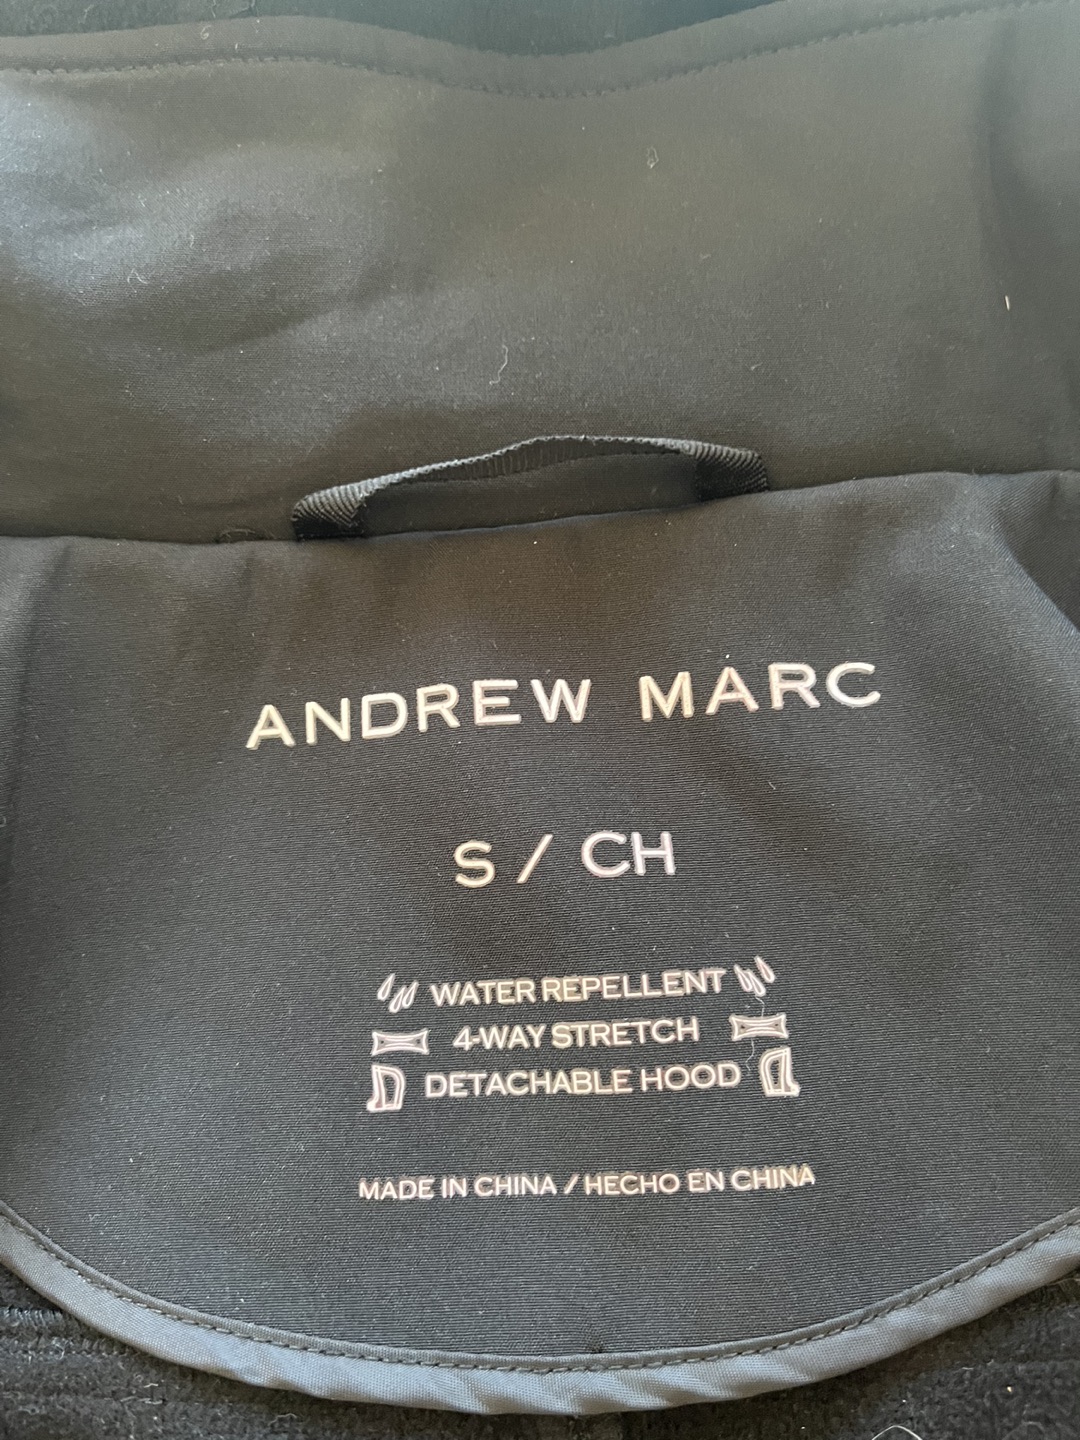 ANDREW MARC
S / CH
WATER REPELLENT
4-WAY STRETCH
DETACHABLE HOOD
MADE IN CHINA / HECHO EN CHINA